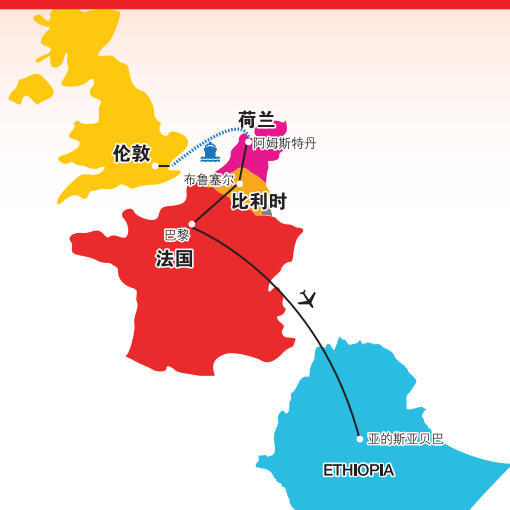 荷兰
阿姆斯特丹
伦敦
布鲁塞尔
比利时
巴黎
法国
亚的斯亚贝巴
ETHIOPIA